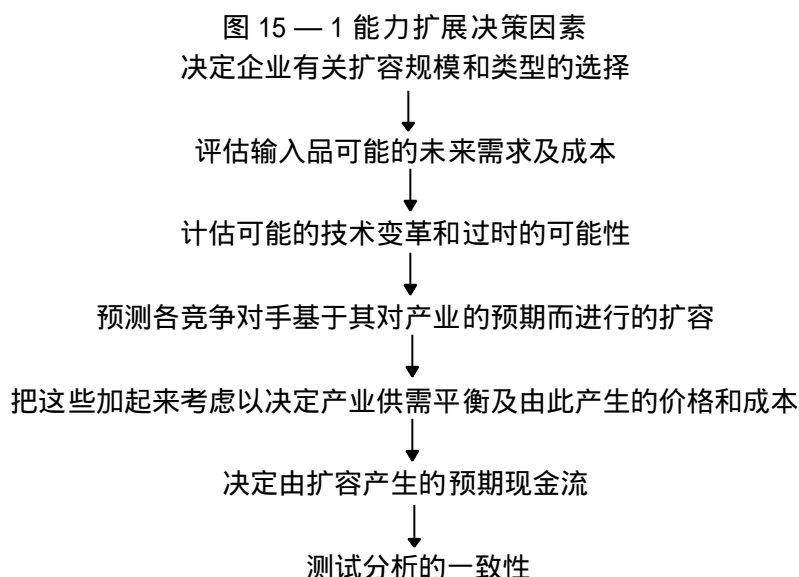 图 15 — 1 能力扩展决策因素
决定企业有关扩容规模和类型的选择
评估输入品可能的未来需求及成本
计估可能的技术变革和过时的可能性
预测各竞争对手基于其对产业的预期而进行的扩容
把这些加起来考虑以决定产业供需平衡及由此产生的价格和成本
决定由扩容产生的预期现金流
测试分析的一致性